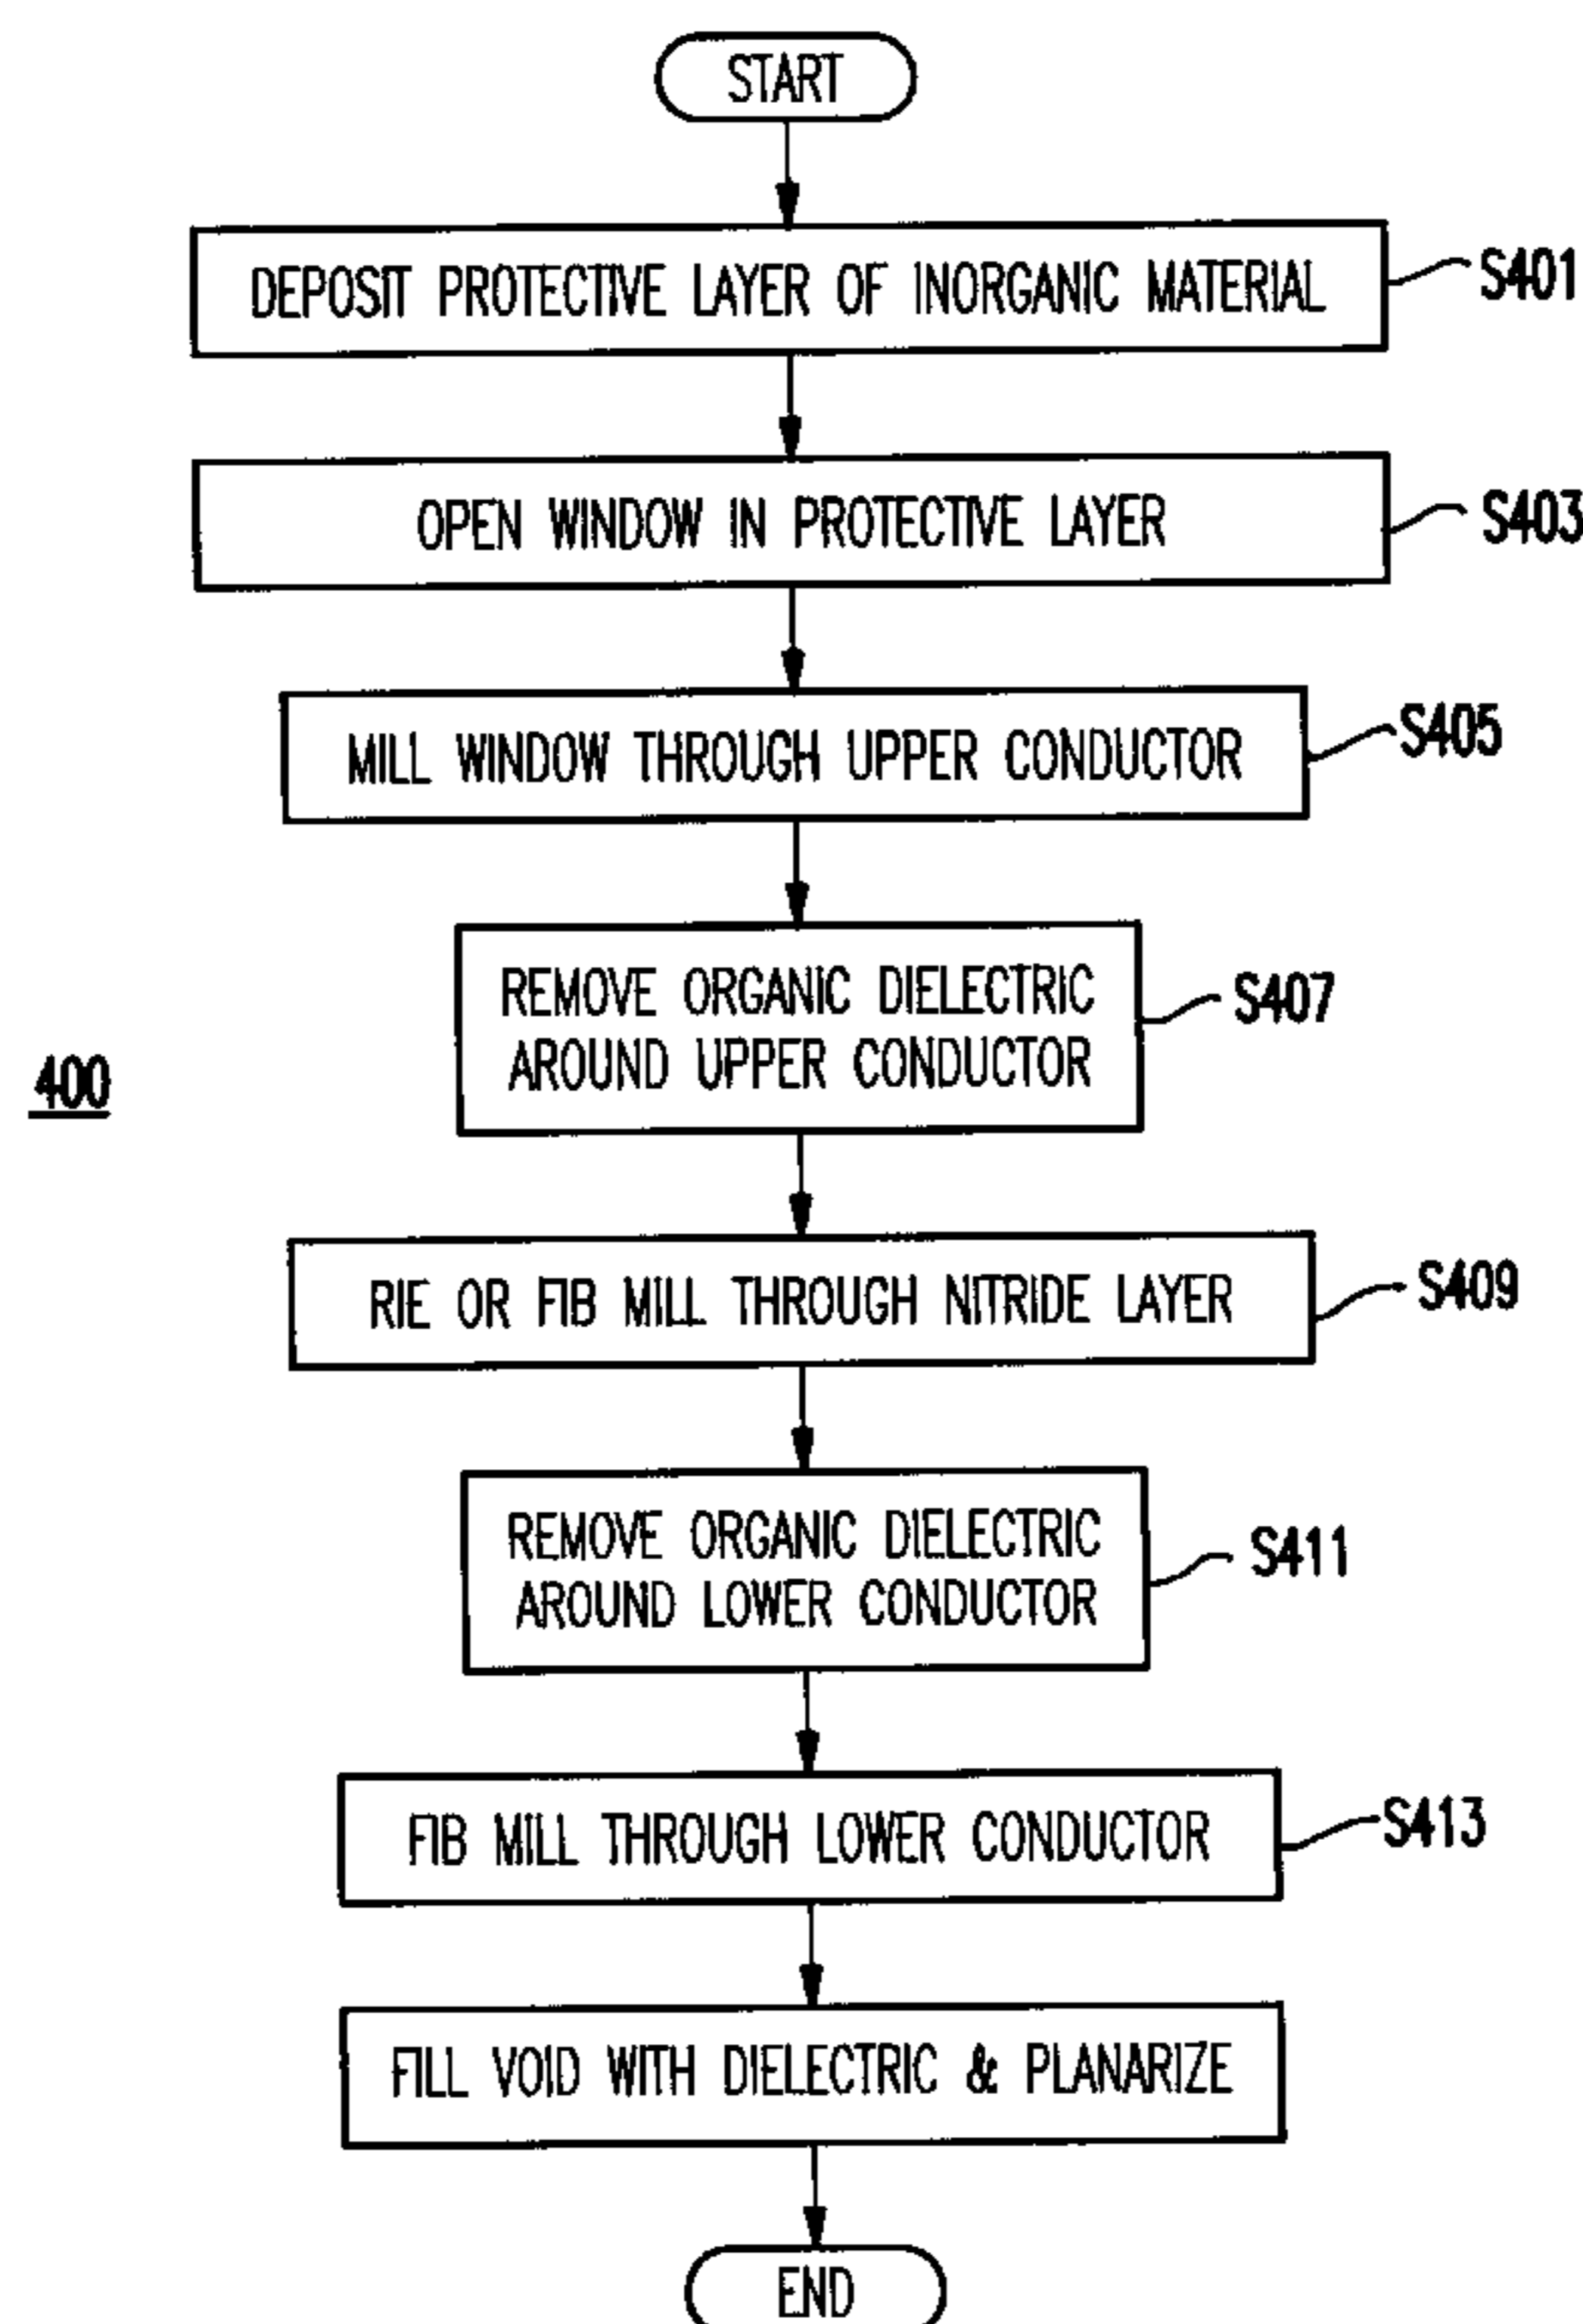 START
DEPOSIT PROTECTIVE LAYER OF INORGANIC MATERIAL
S401
OPEN WINDOW IN PROTECTIVE LAYER
S403
MILL WINDOW THROUGH UPPER CONDUCTOR
S405
REMOVE ORGANIC DIELECTRIC
AROUND UPPER CONDUCTOR
S407
400
RIE OR FIB MILL THROUGH NITRIDE LAYER
S409
REMOVE ORGANIC DIELECTRIC
AROUND LOWER CONDUCTOR
S411
FIB MILL THROUGH LOWER CONDUCTOR
S413
FILL VOID WITH DIELECTRIC & PLANARIZE
END